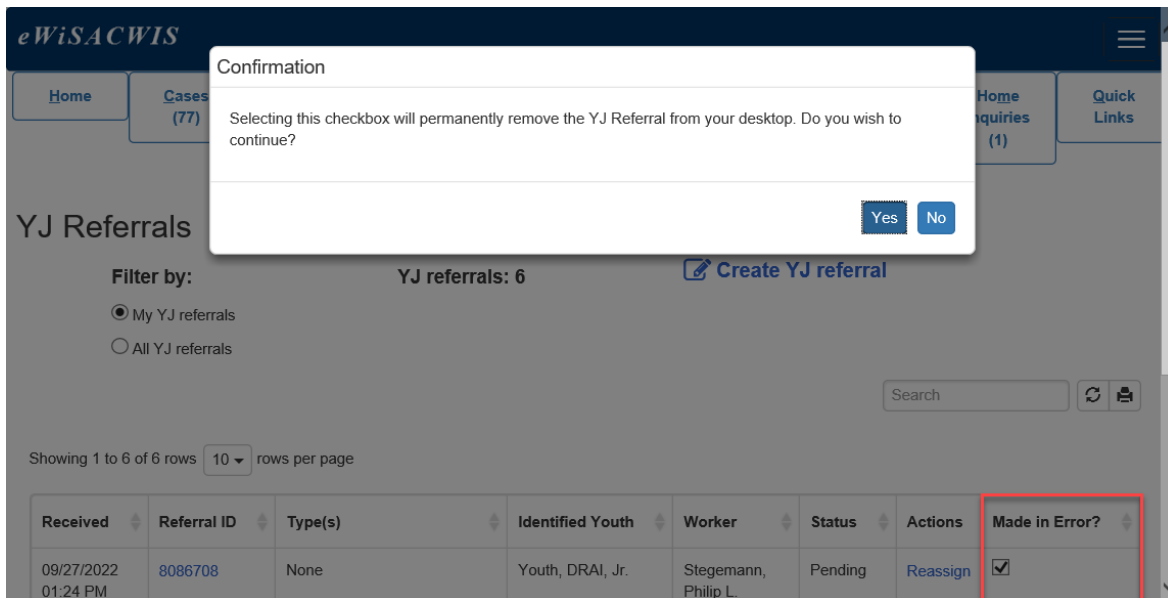 eWiSACWIS
Confirmation
Home
Cases
(77)
Selecting this checkbox will permanently remove the YJ Referral from your desktop. Do you wish to
continue?
Home
nquiries
(1)
Quick
Links
Yes
No
YJ Referrals
Filter by:
YJ referrals: 6
Create YJ referral
My YJ referrals
All YJ referrals
Search
Showing 1 to 6 of 6 rows 10 rows per page
Received Referral ID Type(s) Identified Youth Worker Status Actions Made in Error?
09/27/2022 8086708 None Youth, DRAI, Jr. Stegemann, Pending Reassign
01:24 PM Philip L.